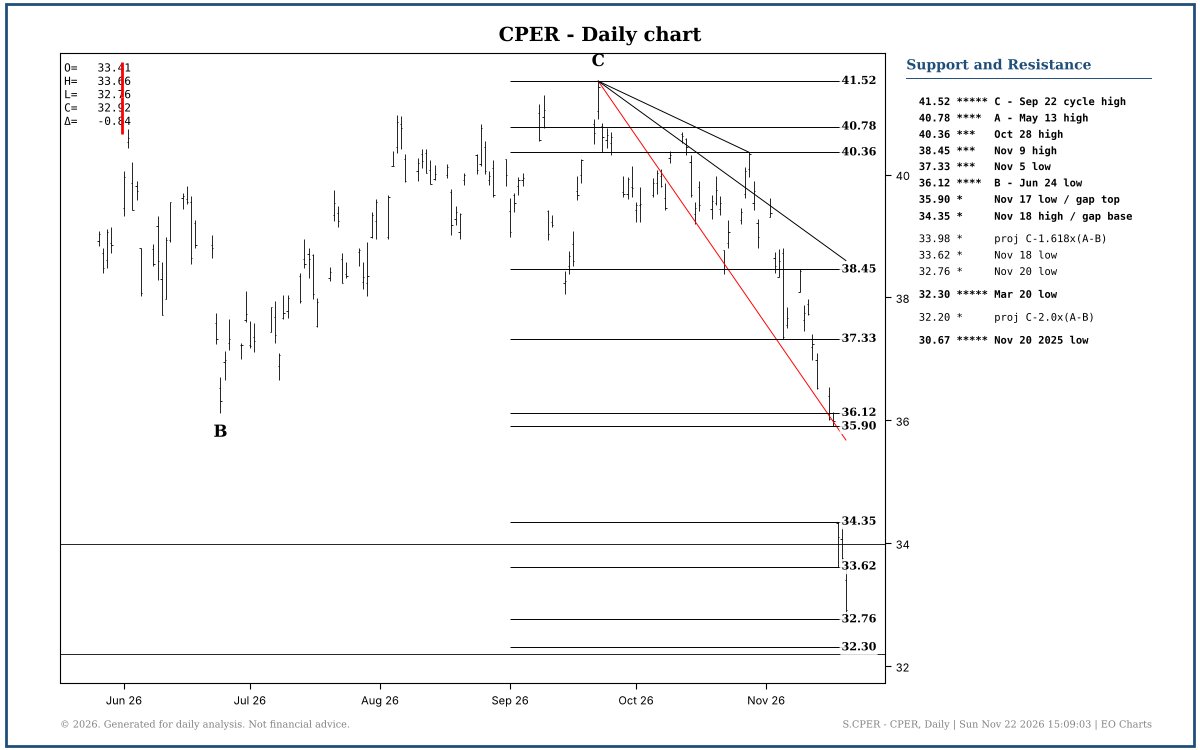 CPER - Daily chart
O= 33.41
H= 33.66
L= 32.76
C= 32.92
Δ= -0.84
C
B
41.52
40.78
40.36
38.45
37.33
36.12
35.90
34.35
33.62
32.76
32.30
40
38
36
34
32
Jun 26 Jul 26 Aug 26 Sep 26 Oct 26 Nov 26
Support and Resistance
41.52 ***** C - Sep 22 cycle high
40.78 **** A - May 13 high
40.36 *** Oct 28 high
38.45 *** Nov 9 high
37.33 *** Nov 5 low
36.12 **** B - Jun 24 low
35.90 * Nov 17 low / gap top
34.35 * Nov 18 high / gap base
33.98 * proj C-1.618x(A-B)
33.62 * Nov 18 low
32.76 * Nov 20 low
32.30 ***** Mar 20 low
32.20 * proj C-2.0x(A-B)
30.67 ***** Nov 20 2025 low
© 2026. Generated for daily analysis. Not financial advice.
S.CPER - CPER, Daily | Sun Nov 22 2026 15:09:03 | EO Charts